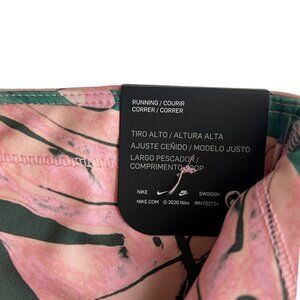 RUNNING / COURIR
CORRER / CORRER
TIRO ALTO / ALTURA ALTA
AJUSTE CEÑIDO / MODELO JUSTO
LARGO PESCADOR /
COMPRIMENTO
NIKE
SWOOSH
NIKE.COM
© 2020 Nike